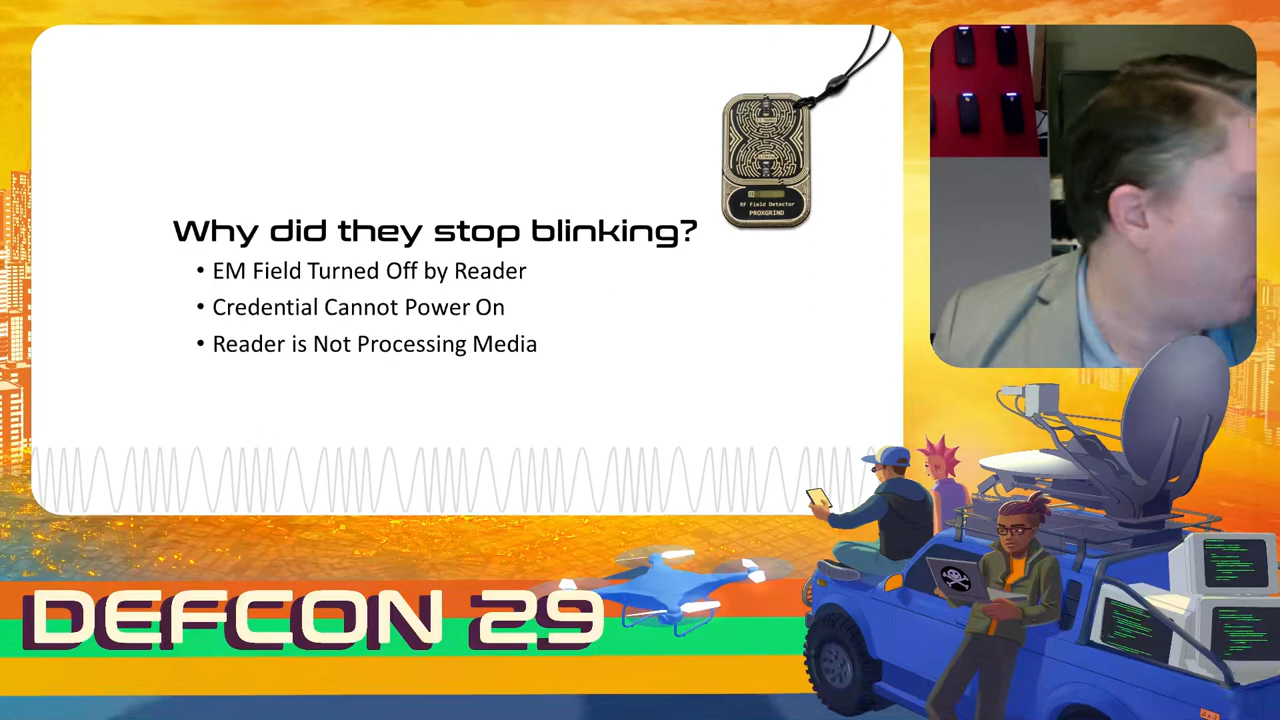 Why did they stop blinking?
• EM Field Turned Off by Reader
• Credential Cannot Power On
• Reader is Not Processing Media
RF Field Detector
PROXGRIND
DEFCON 29